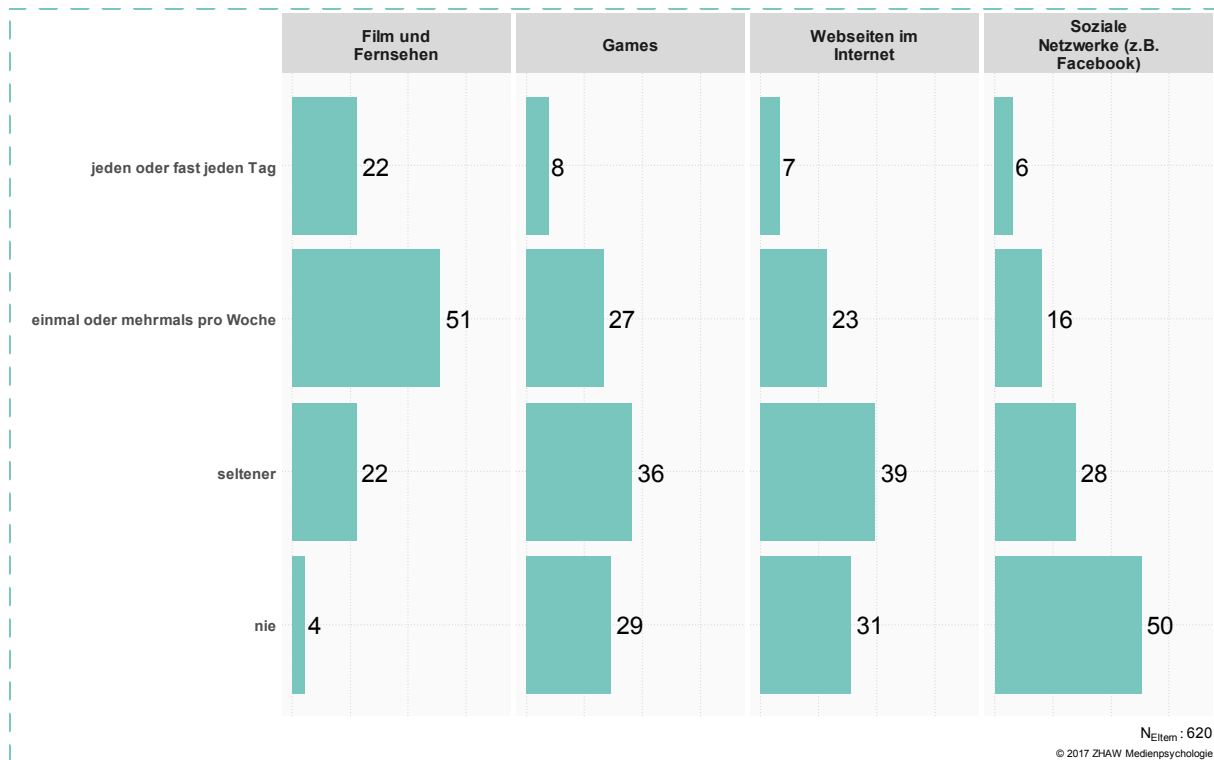 Film und
Fernsehen
Games
Webseiten im
Internet
Soziale
Netzwerke (z.B.
Facebook)
jeden oder fast jeden Tag
22
8
7
6
einmal oder mehrmals pro Woche
51
27
23
16
seltener
22
36
39
28
nie
4
29
31
50
NEltern : 620
© 2017 ZHAW Medienpsychologie